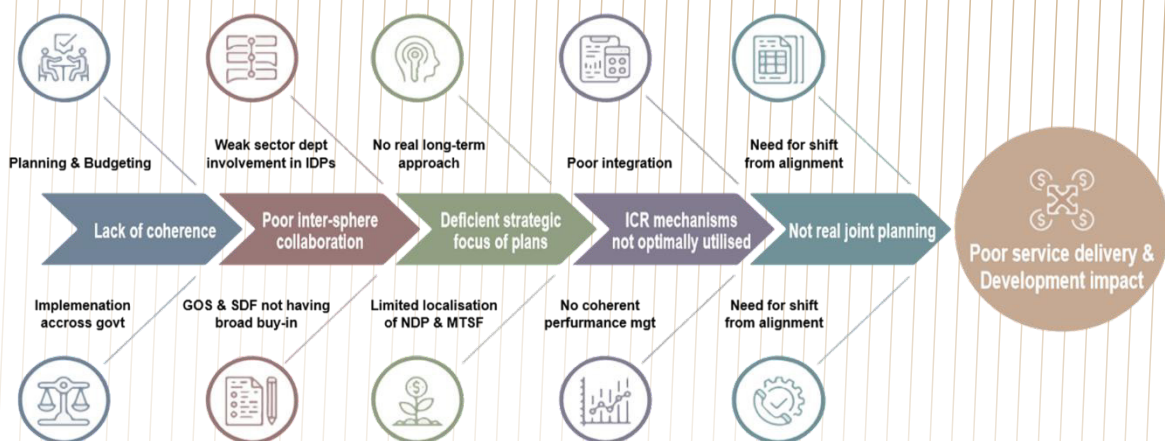 Planning & Budgeting
Weak sector dept
involvement in IDPs
No real long-term
approach
Poor integration
Need for shift
from alignment
Lack of coherence
Poor inter-sphere
collaboration
Deficient strategic
focus of plans
ICR mechanisms
not optimally utilised
Not real joint planning
Poor service delivery &
Development impact
Implemenation
accross govt
GOS & SDF not having
broad buy-in
Limited localisation
of NDP & MTSF
No coherent
perfurmance mgt
Need for shift
from alignment